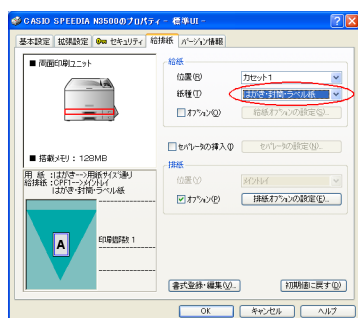 CASIO SPEEDIA N3500のプロパティ - 標準UI -
基本設定 拡張設定 セキュリティ 給排紙 バージョン情報
■ 両面印刷ユニット
■ 搭載メモリ : 128MB
用 紙 :はがき-->用紙サイズ通り
給排紙 :CPF1-->メイントレイ
はがき・封筒・ラベル紙
A
印刷部数 1
給紙
位置(R) カセット1
紙種(T) はがき・封筒・ラベル紙
オプション(Q) 給紙オプションの設定(G)...
セパレータの挿入(I) セパレータの設定(N)...
排紙
位置(Y) メイントレイ
オプション(P) 排紙オプションの設定(E)...
書式登録・編集(V)... 初期値に戻す(D)
OK キャンセル ヘルプ